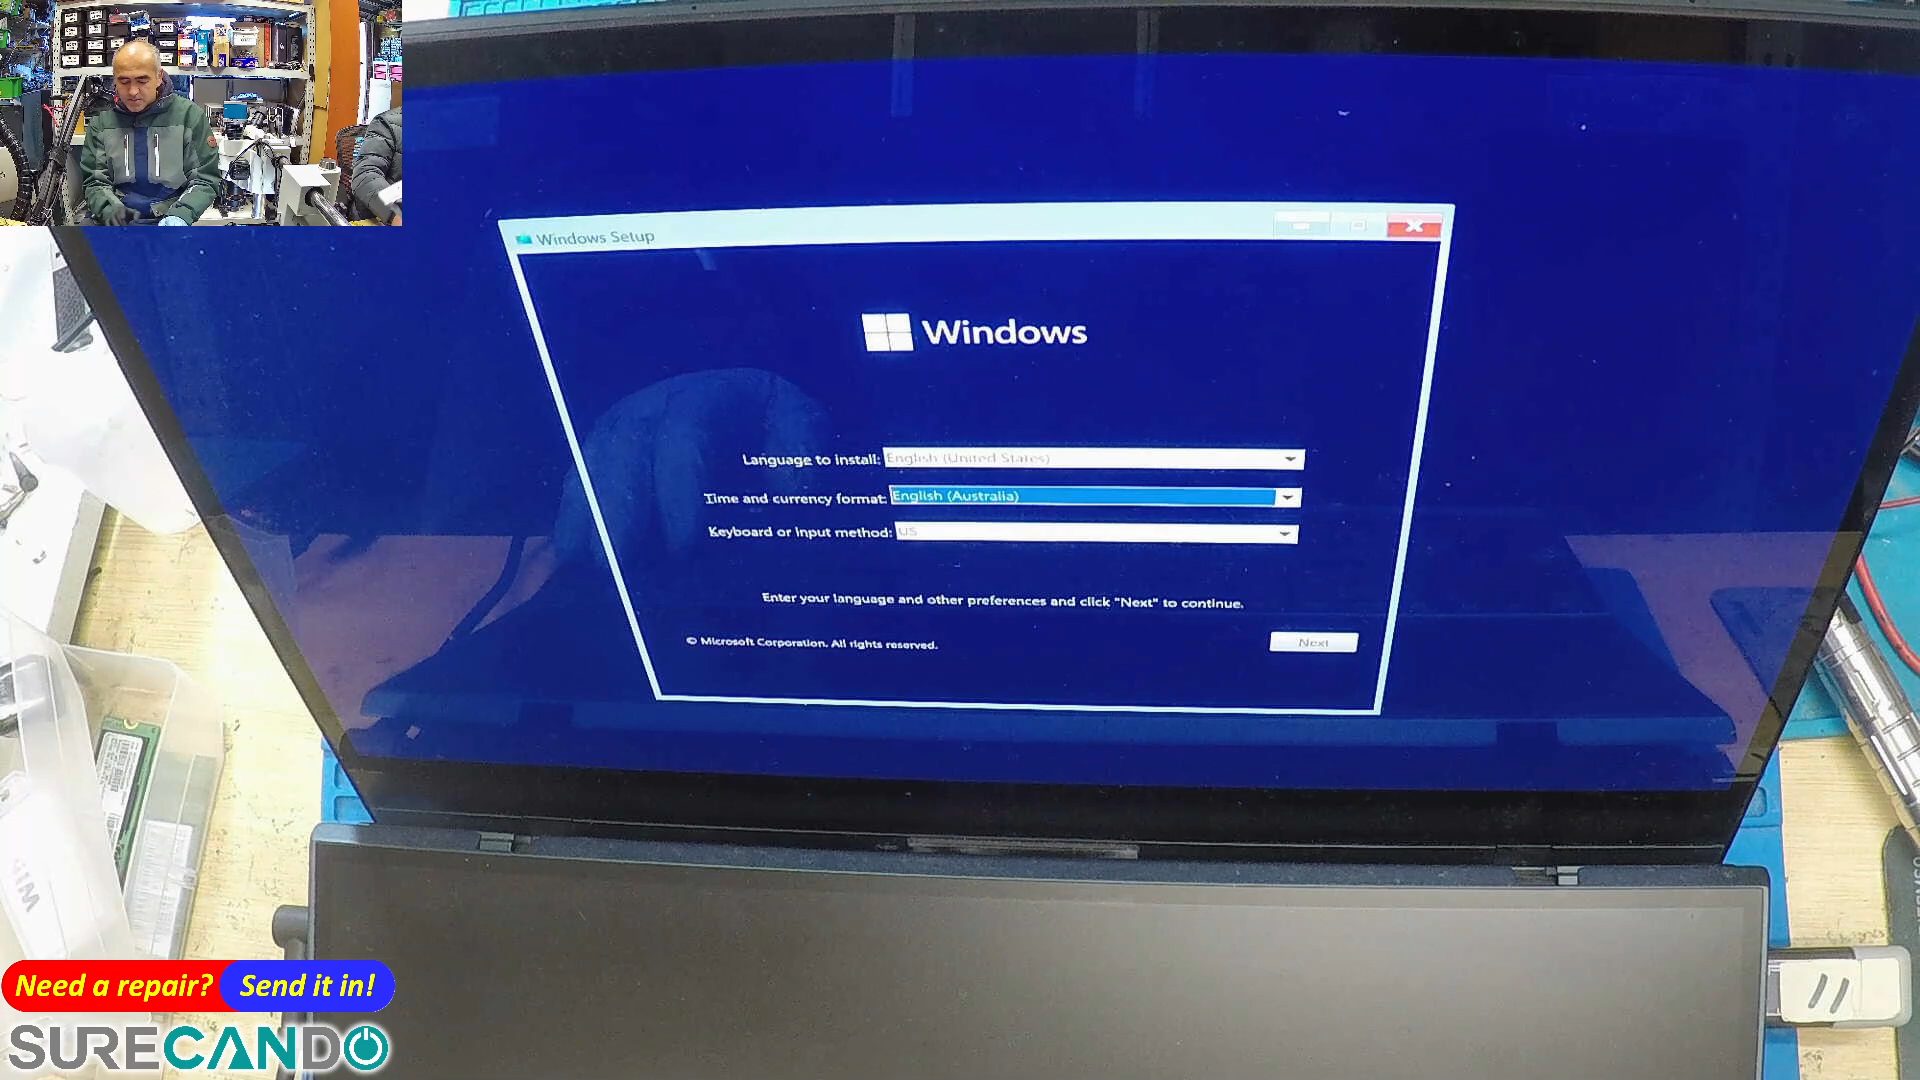 Windows Setup
Windows
Language to install: English (United States)
Time and currency format: English (Australia)
Keyboard or input method: US
Enter your language and other preferences and click "Next" to continue.
© Microsoft Corporation. All rights reserved.
Next
Need a repair? Send it in!
SURECANDO